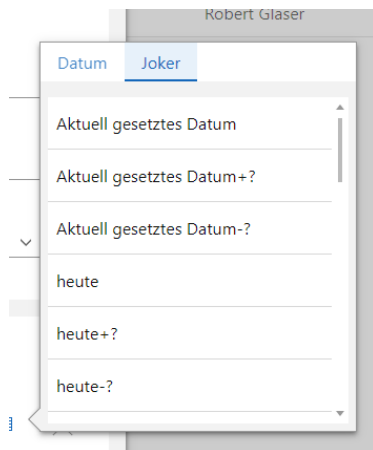 Robert Glaser
Datum Joker
Aktuell gesetztes Datum
Aktuell gesetztes Datum+?
Aktuell gesetztes Datum-?
heute
heute+?
heute-?